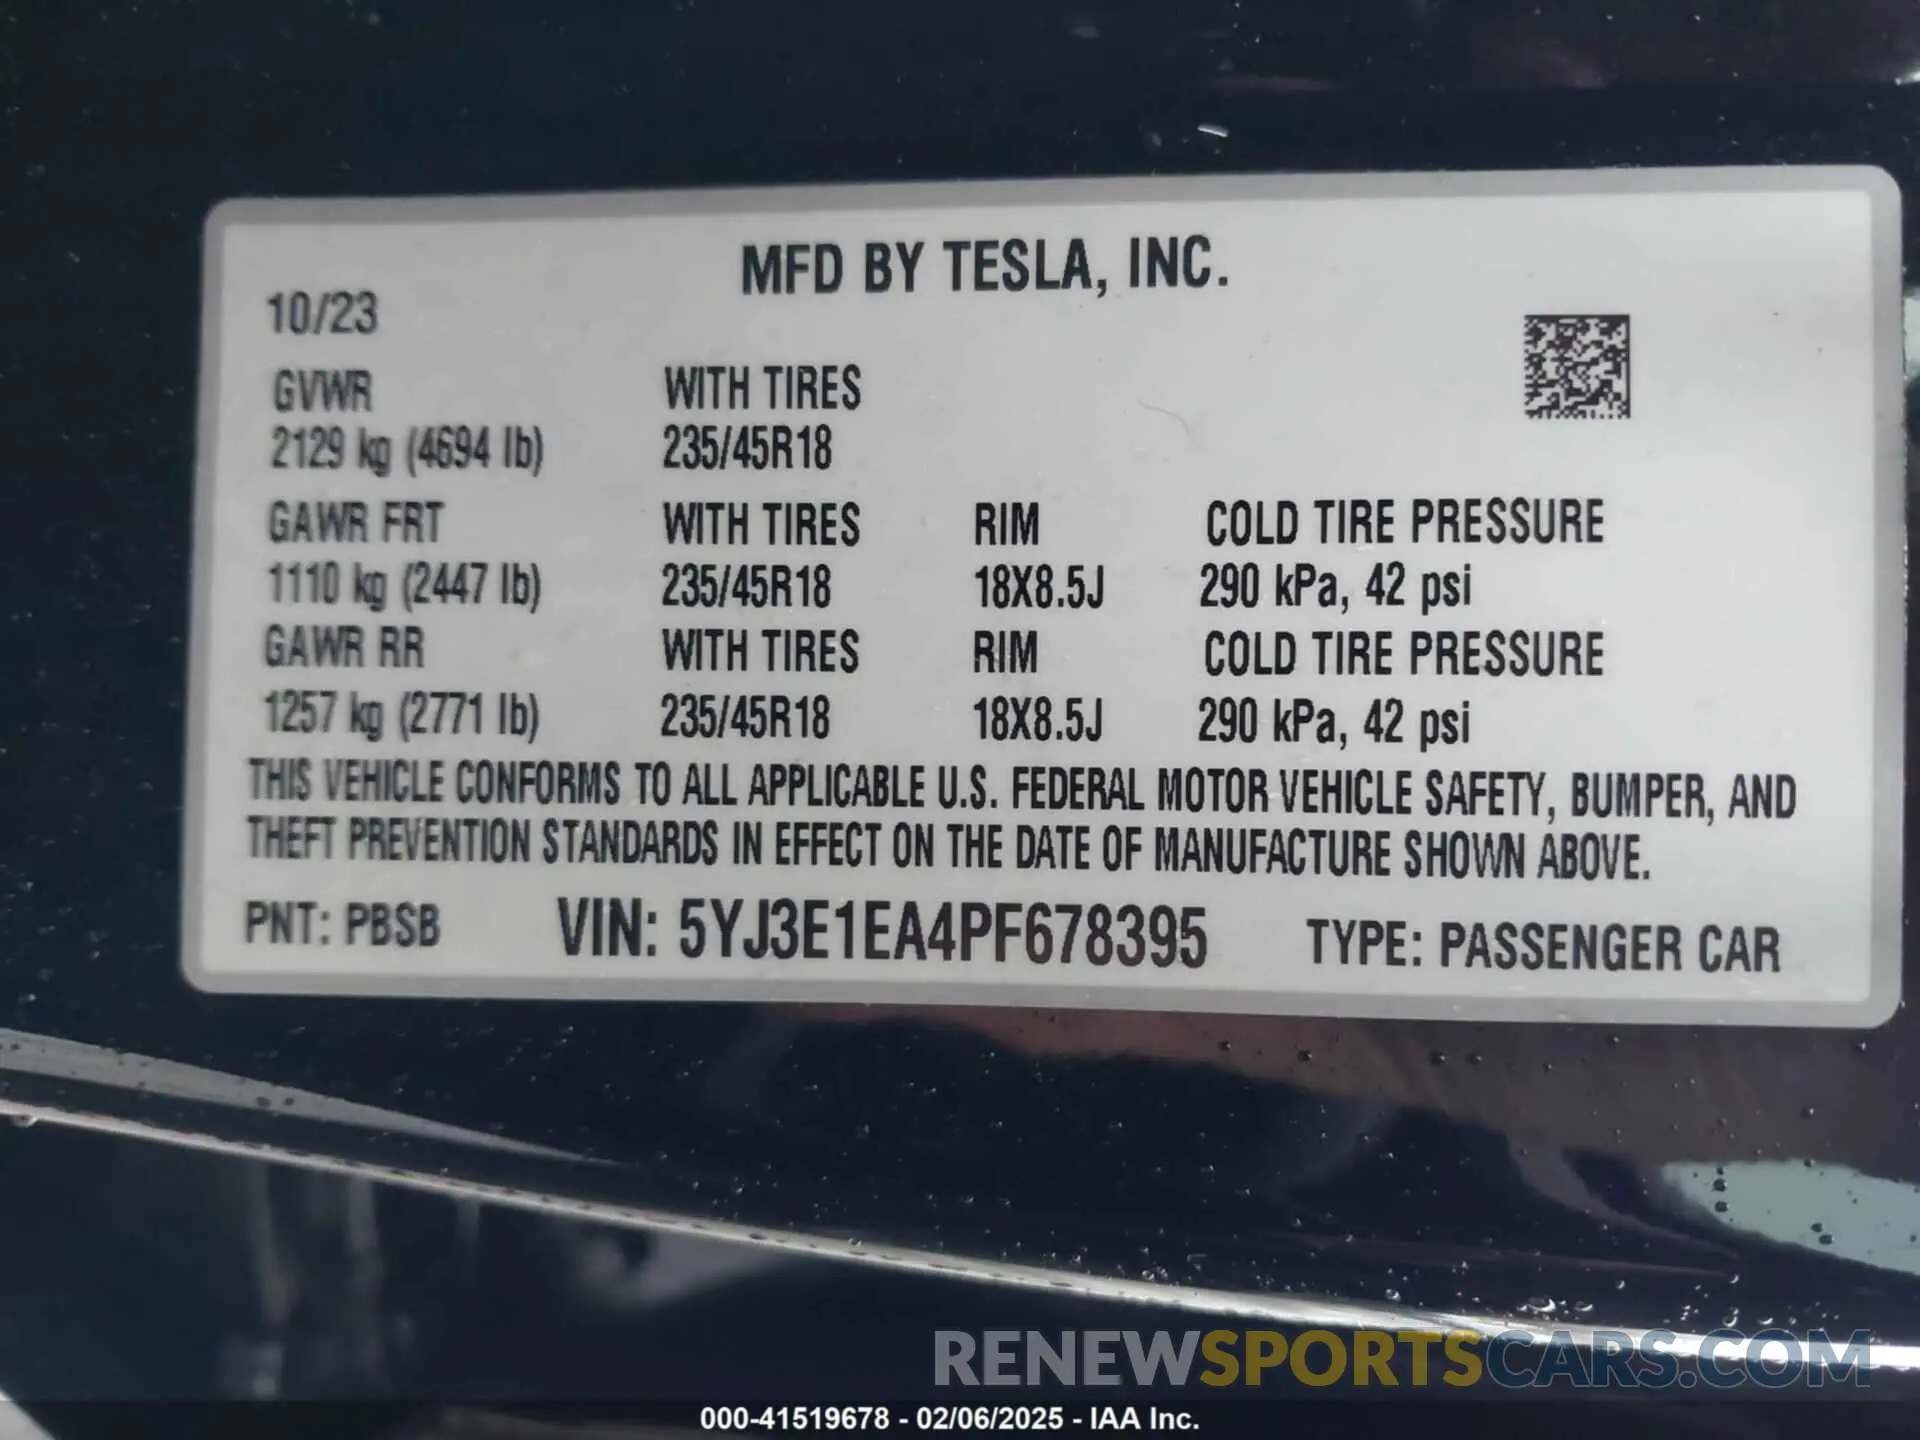 MFD BY TESLA, INC.
10/23
GVWR WITH TIRES
2129 kg (4694 lb) 235/45R18
GAWR FRT WITH TIRES RIM COLD TIRE PRESSURE
1110 kg (2447 lb) 235/45R18 18X8.5J 290 kPa, 42 psi
GAWR RR WITH TIRES RIM COLD TIRE PRESSURE
1257 kg (2771 lb) 235/45R18 18X8.5J 290 kPa, 42 psi
THIS VEHICLE CONFORMS TO ALL APPLICABLE U.S. FEDERAL MOTOR VEHICLE SAFETY, BUMPER, AND
THEFT PREVENTION STANDARDS IN EFFECT ON THE DATE OF MANUFACTURE SHOWN ABOVE.
PNT: PBSB VIN: 5YJ3E1EA4PF678395 TYPE: PASSENGER CAR
RENEWSPORTSCARS.COM
000-41519678 - 02/06/2025 - IAA Inc.